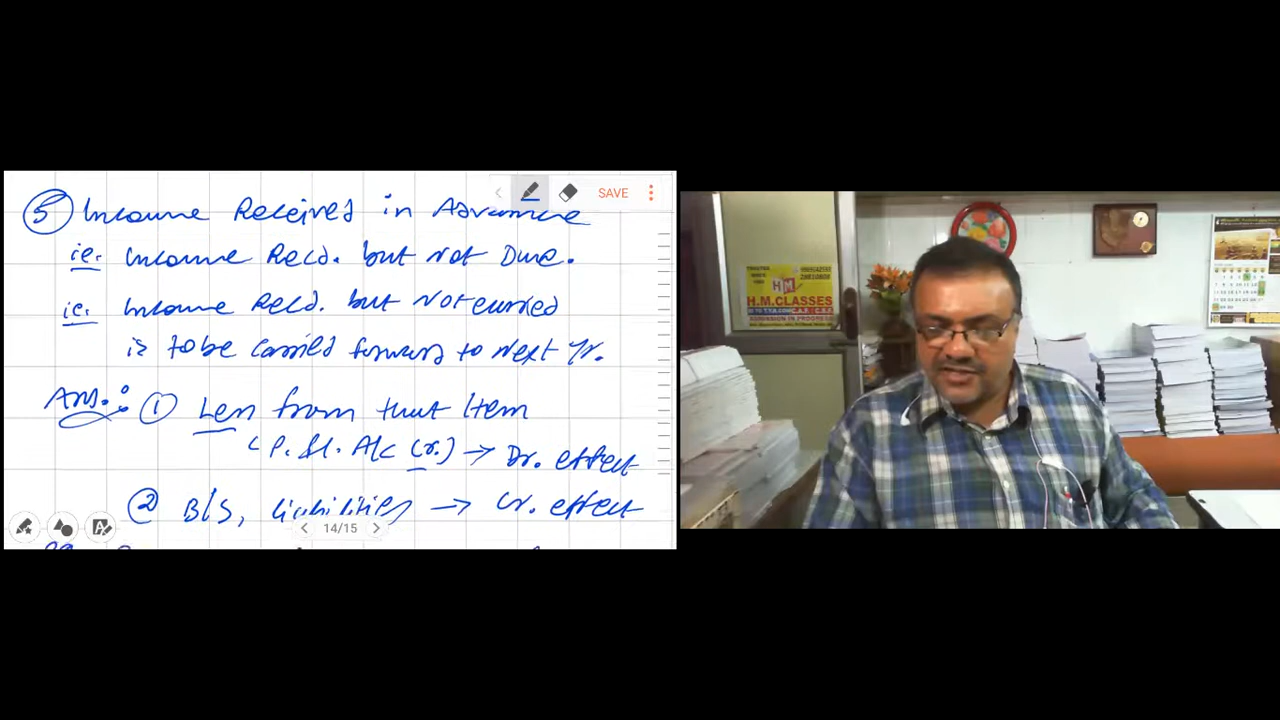 5 Income Received in Advance
SAVE
ie. Income Recd. but not Due.
ie. Income Recd. but Not earned
is to be carried forward to Next Yr.
Ans. : 1 Less from that Item
(P. & L. A/c (Cr.) → Dr. effect
2 B/S, Liabilities → Cr. effect
14/15
H.M.CLASSES